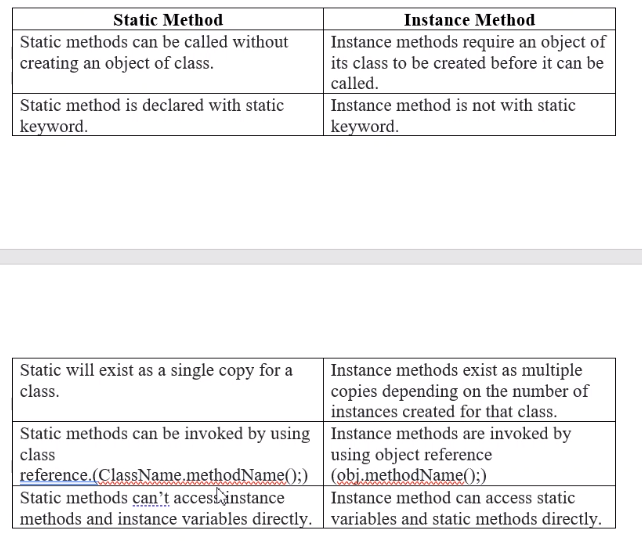 Static Method
Instance Method
Static methods can be called without
creating an object of class.
Instance methods require an object of
its class to be created before it can be
called.
Static method is declared with static
keyword.
Instance method is not with static
keyword.
Static will exist as a single copy for a
class.
Instance methods exist as multiple
copies depending on the number of
instances created for that class.
Static methods can be invoked by using
class
reference.(ClassName.methodName();)
Instance methods are invoked by
using object reference
(obj.methodName();)
Static methods can’t access instance
methods and instance variables directly.
Instance method can access static
variables and static methods directly.